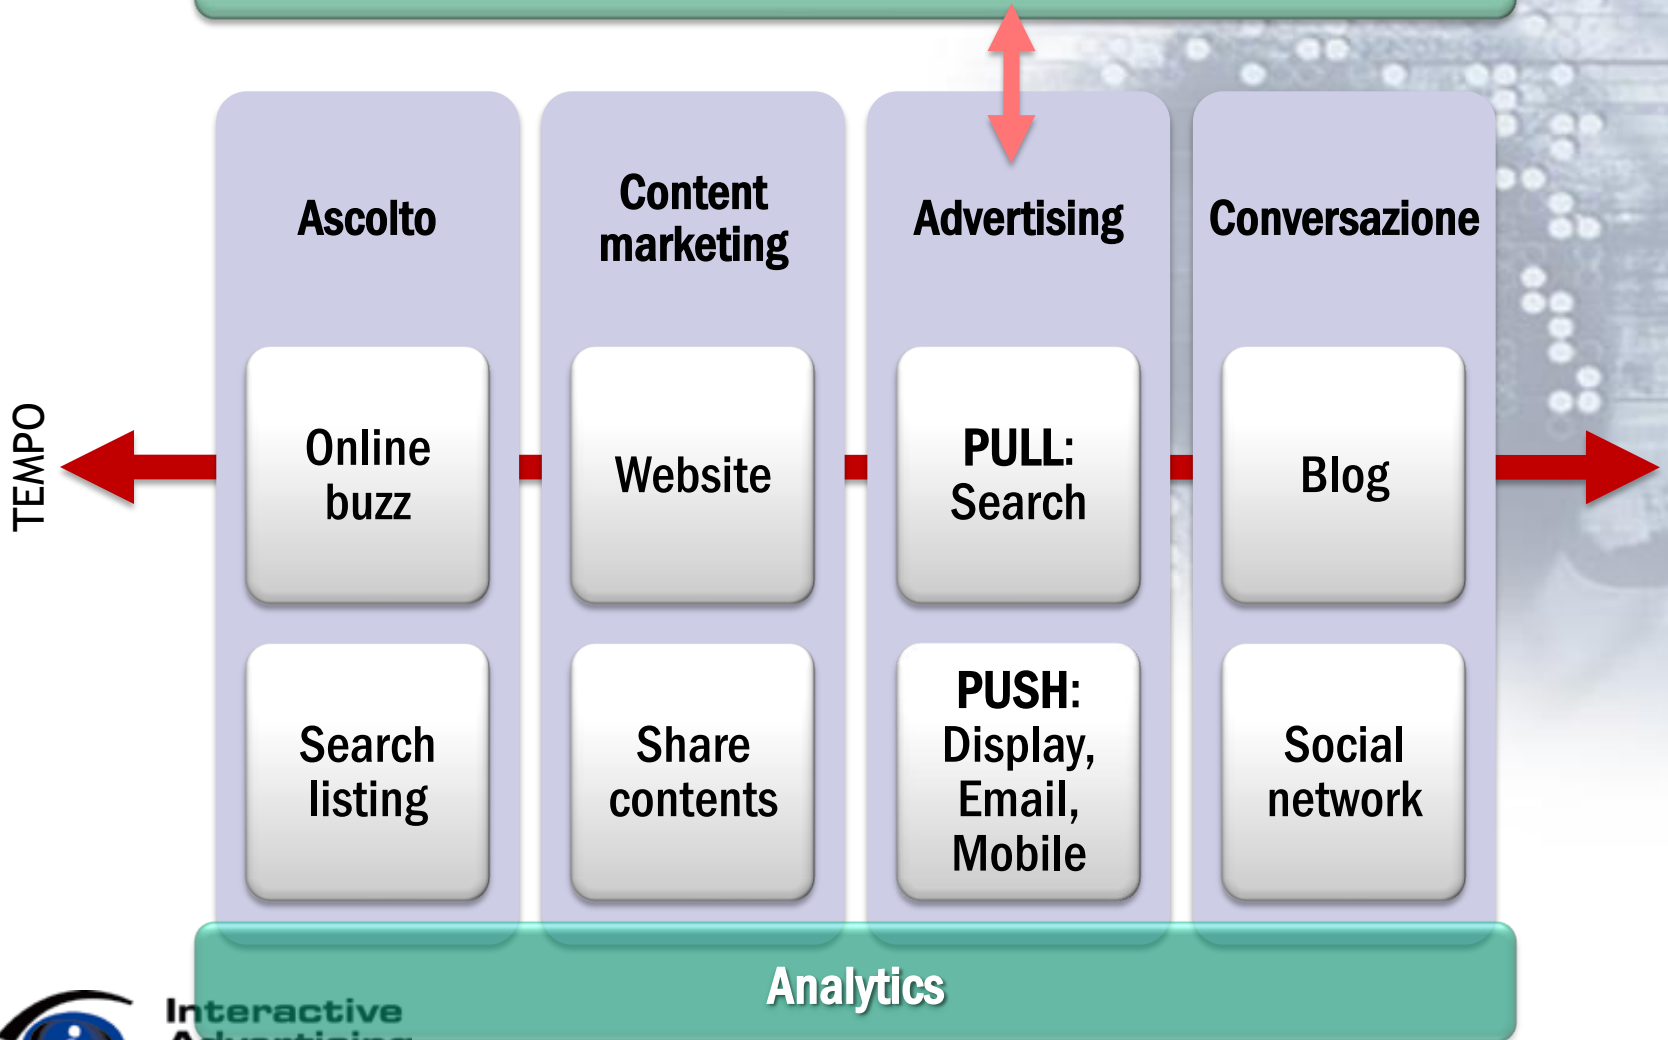 Ascolto
Content
marketing
Advertising
Conversazione
TEMPO
Online
buzz
Website
PULL:
Search
Blog
Search
listing
Share
contents
PUSH:
Display,
Email,
Mobile
Social
network
Analytics
Interactive
Advertising